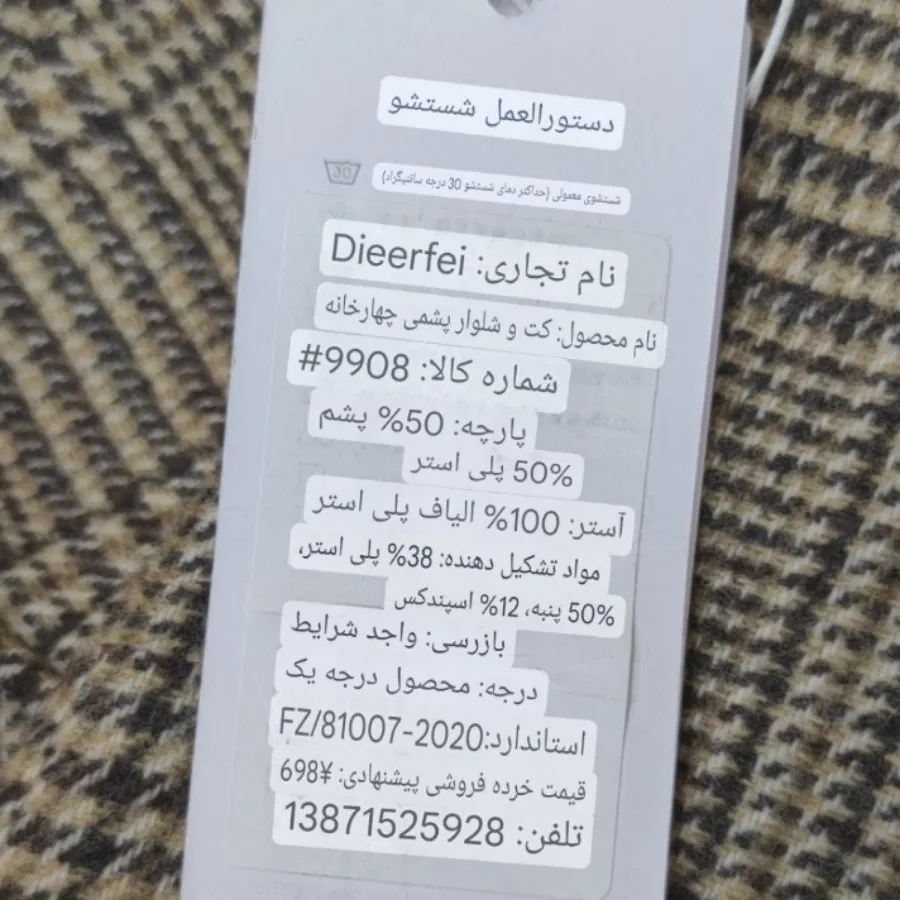 دستورالعمل شستشو
30
شستشوی معمولی (حداکثر دمای شستشو 30 درجه سانتیگراد)
نام تجاری: Dieerfei
نام محصول: کت و شلوار پشمی چهارخانه
شماره کالا: 9908#
پارچه: 50% پشم
50% پلی استر
آستر: 100% الیاف پلی استر
مواد تشکیل دهنده: 38% پلی استر،
50% پنبه، 12% اسپندکس
بازرسی: واجد شرایط
درجه: محصول درجه یک
استاندارد:FZ/81007-2020
قیمت خرده فروشی پیشنهادی: ¥698
تلفن: 13871525928